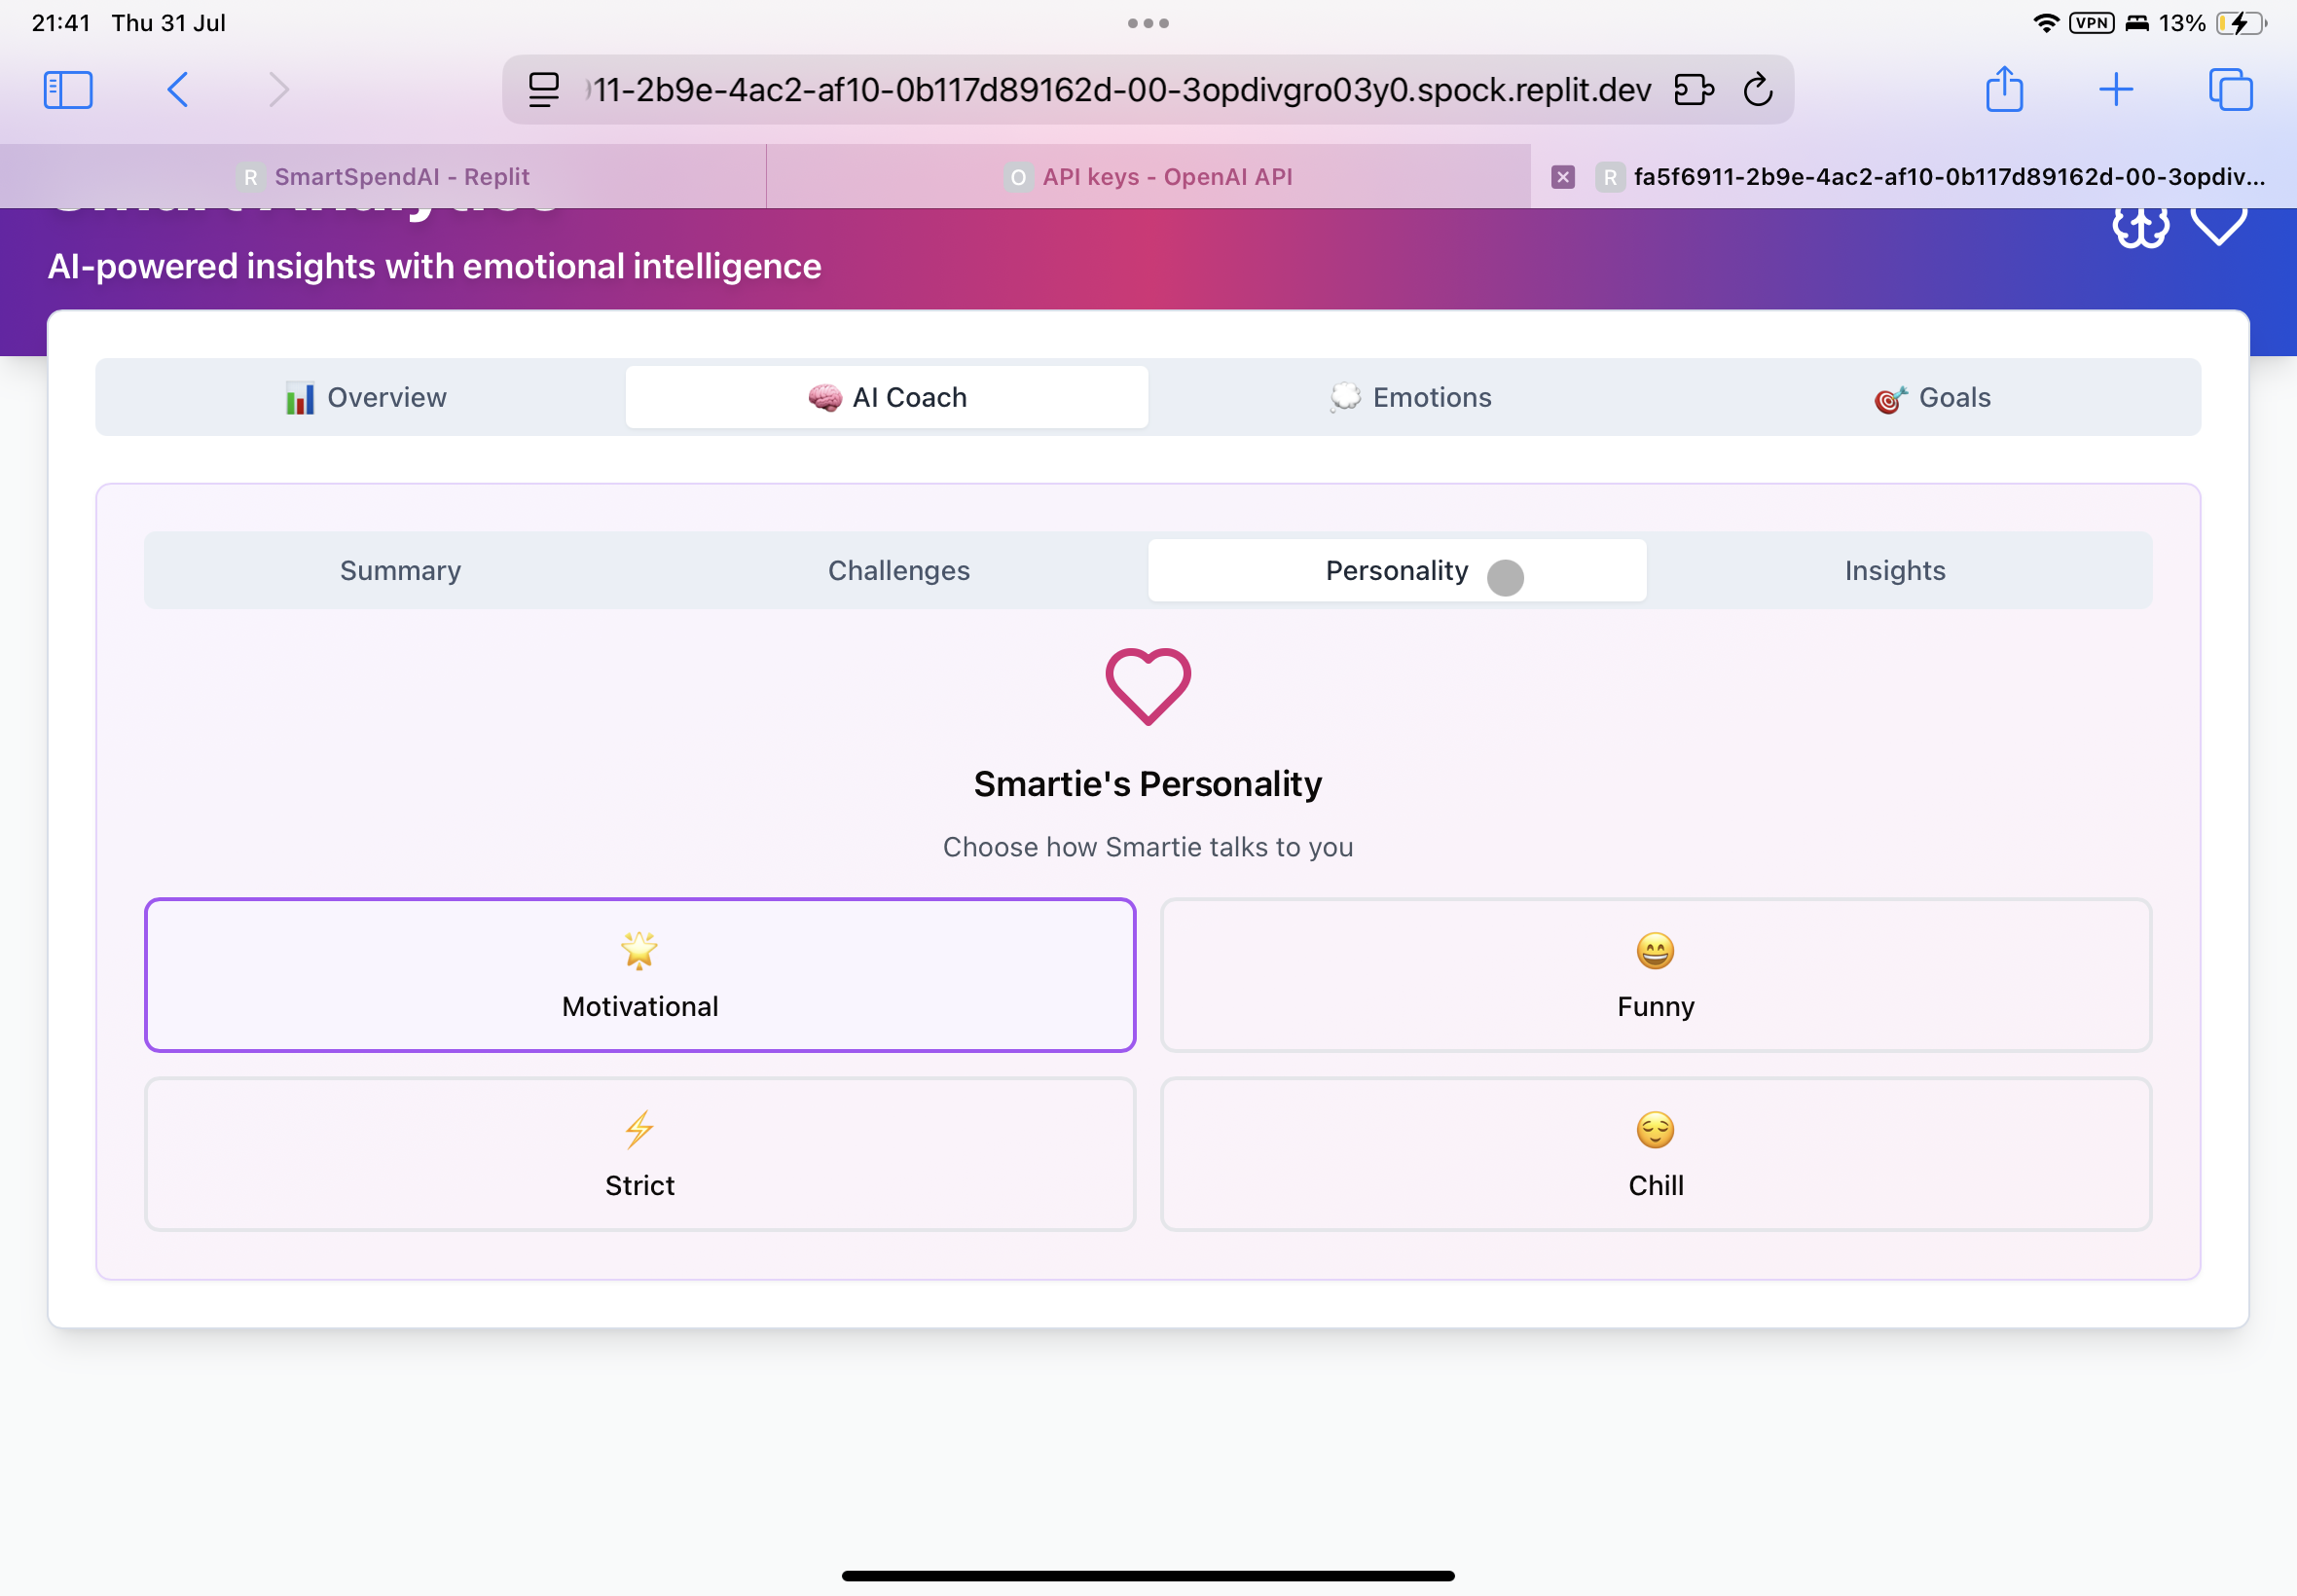 21:41 Thu 31 Jul
VPN 13%
11-2b9e-4ac2-af10-0b117d89162d-00-3opdivgro03y0.spock.replit.dev
R SmartSpendAI - Replit
O API keys - OpenAI API
R fa5f6911-2b9e-4ac2-af10-0b117d89162d-00-3opdiv...
AI-powered insights with emotional intelligence
Overview
AI Coach
Emotions
Goals
Summary
Challenges
Personality
Insights
Smartie's Personality
Choose how Smartie talks to you
Motivational
Funny
Strict
Chill